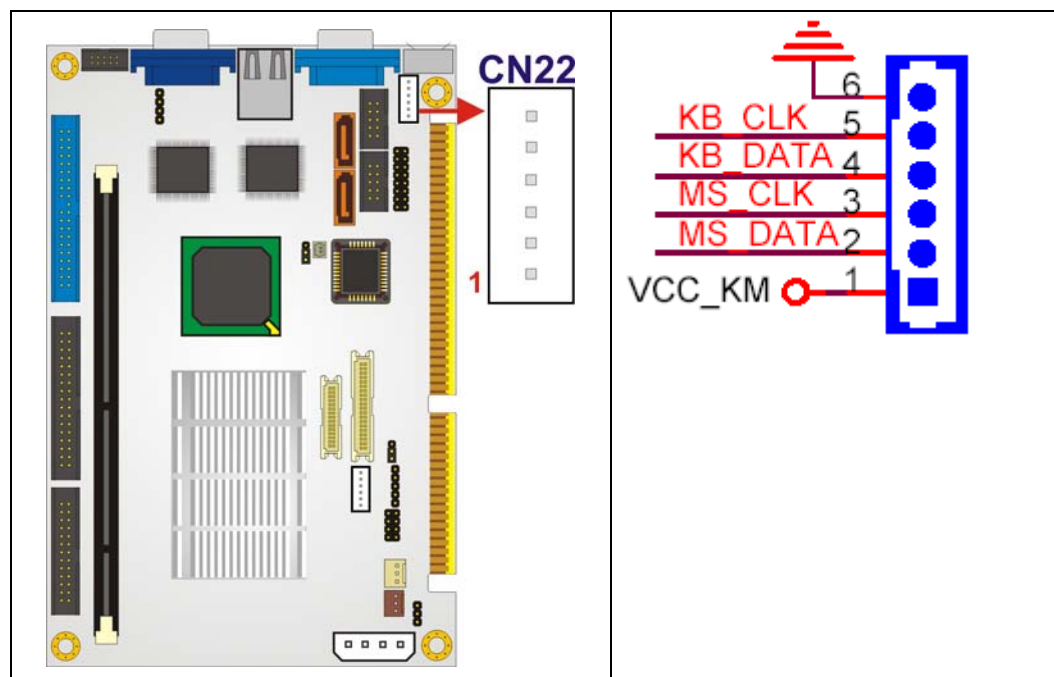 CN22
1
6
KB_CLK 5
KB_DATA 4
MS_CLK 3
MS_DATA 2
VCC_KM 1